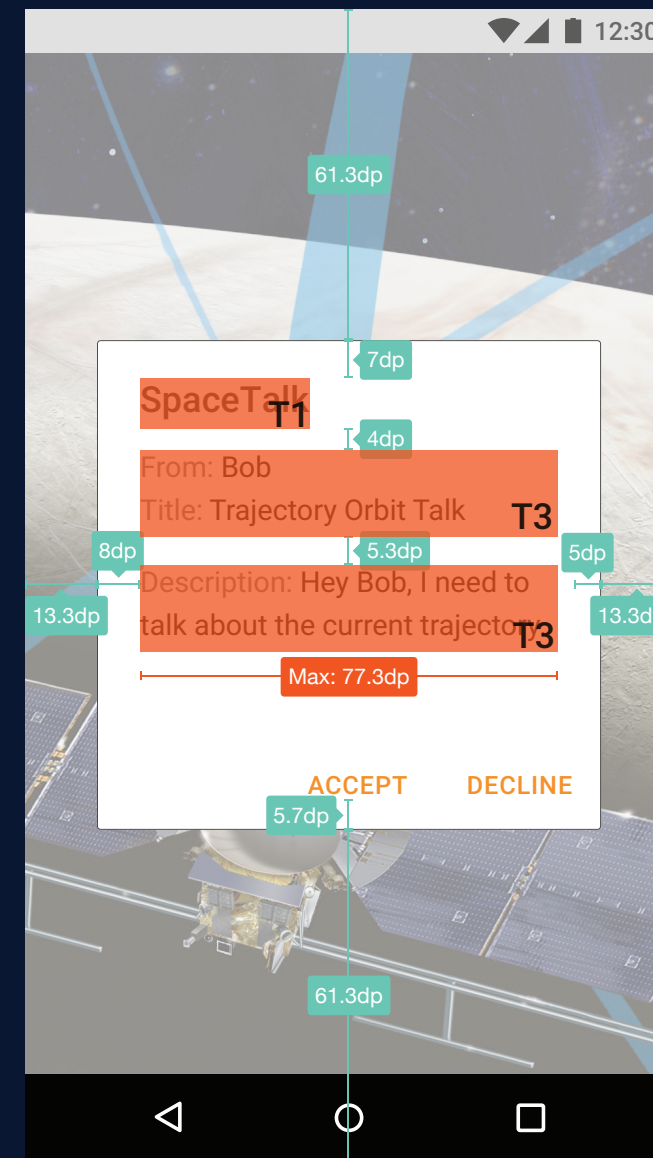 12:30
61.3dp
7dp
SpaceTalk
T1
4dp
From: Bob
Title: Trajectory Orbit Talk
T3
8dp
5.3dp
5dp
Description: Hey Bob, I need to
13.3dp
13.3d
talk about the current trajectory
T3
Max: 77.3dp
ACCEPT DECLINE
5.7dp
61.3dp